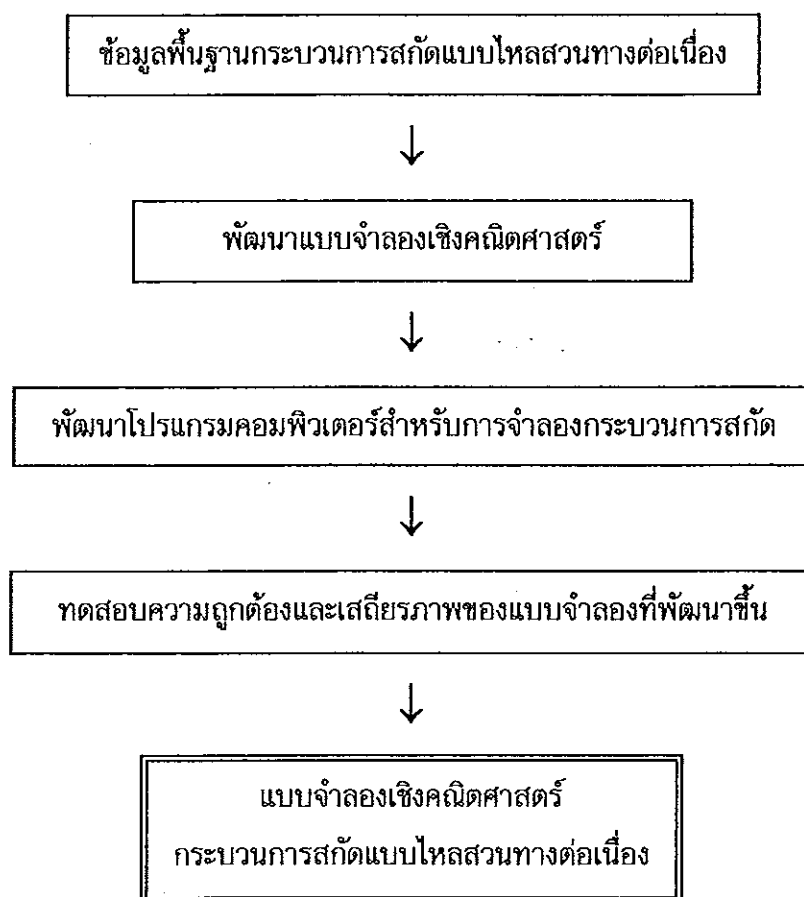 ข้อมูลพื้นฐานกระบวนการสกัดแบบไหลสวนทางต่อเนื่อง
พัฒนาแบบจำลองเชิงคณิตศาสตร์
พัฒนาโปรแกรมคอมพิวเตอร์สำหรับการจำลองกระบวนการสกัด
ทดสอบความถูกต้องและเสถียรภาพของแบบจำลองที่พัฒนาขึ้น
แบบจำลองเชิงคณิตศาสตร์
กระบวนการสกัดแบบไหลสวนทางต่อเนื่อง